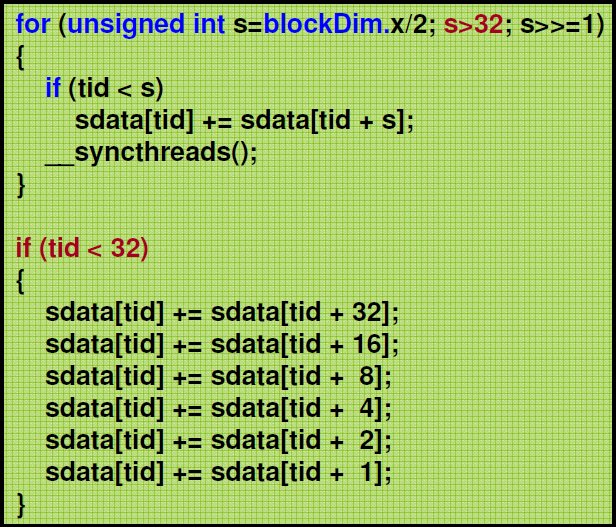 for (unsigned int s=blockDim.x/2; s>32; s>>=1)
{
    if (tid < s)
        sdata[tid] += sdata[tid + s];
    __syncthreads();
}

if (tid < 32)
{
    sdata[tid] += sdata[tid + 32];
    sdata[tid] += sdata[tid + 16];
    sdata[tid] += sdata[tid +  8];
    sdata[tid] += sdata[tid +  4];
    sdata[tid] += sdata[tid +  2];
    sdata[tid] += sdata[tid +  1];
}